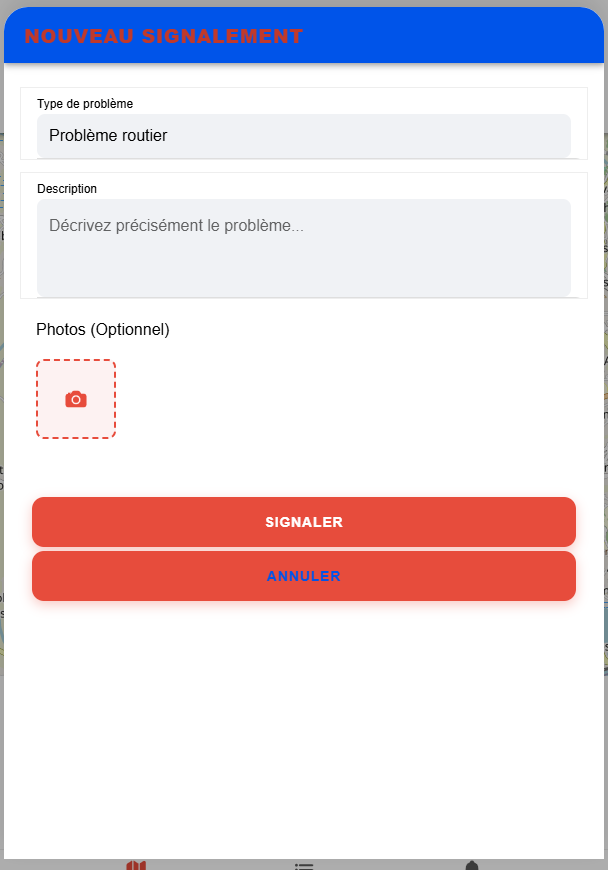 NOUVEAU SIGNALEMENT
Type de problème
Problème routier
Description
Décrivez précisément le problème...
Photos (Optionnel)
SIGNALER
ANNULER